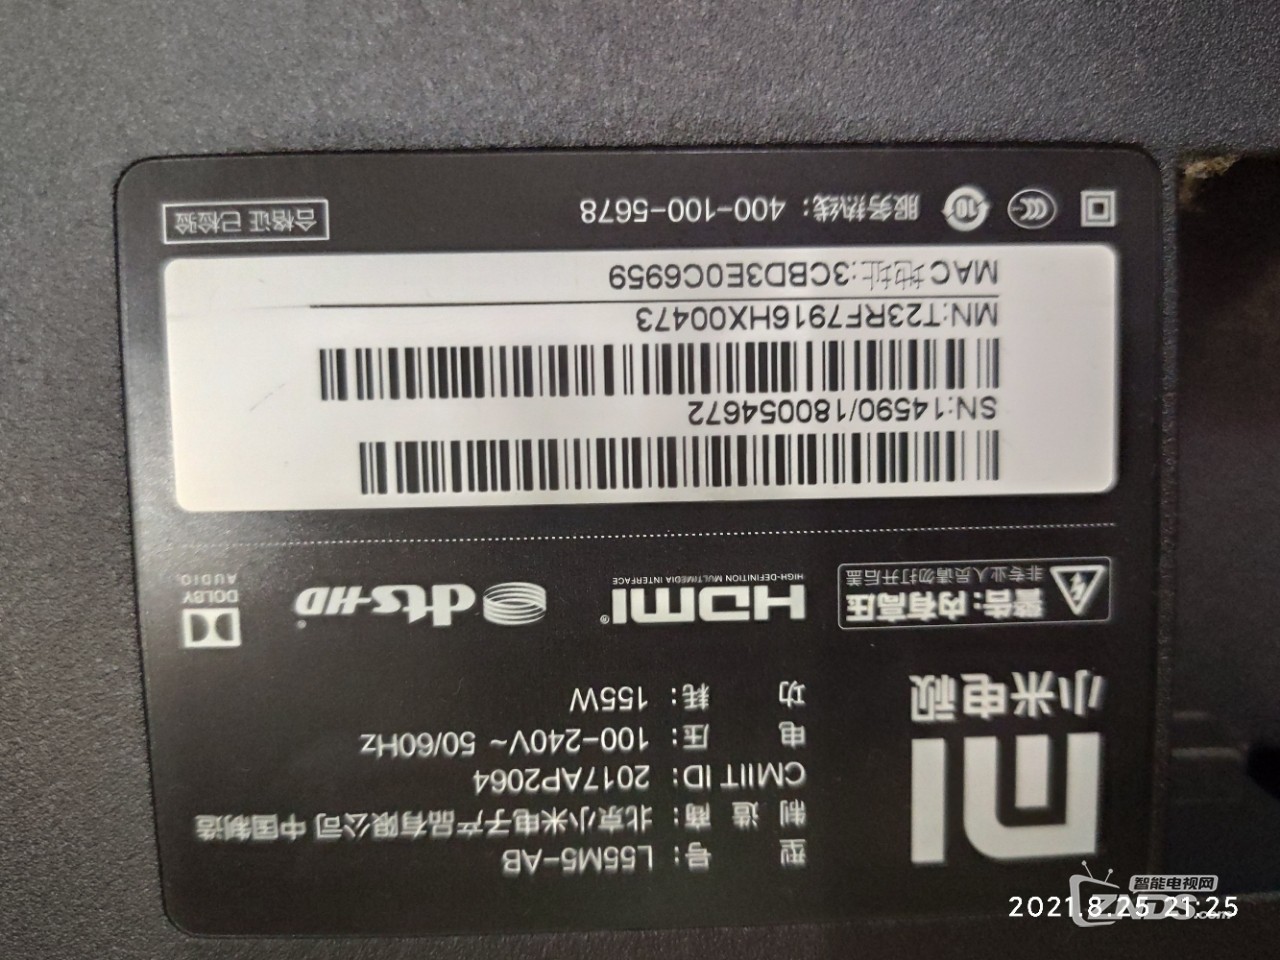 MI
小米电视
型 号: L55M5-AB
制 造 商: 北京小米电子产品有限公司 中国制造
CMIIT ID: 2017AP2064
电 压: 100-240V~ 50/60Hz
功 耗: 155W
警告: 内有高压
非专业人员请勿打开后盖
HDMI®
HIGH-DEFINITION MULTIMEDIA INTERFACE
dts-HD
DOLBY
AUDIO
SN:14590/180054672
MN:T23RF7916HX00473
MAC地址:3CBD3E0C6959
10
服务热线: 400-100-5678
合格证 已检验
智能电视网
ZNDS.com
2021.8.25 21:25